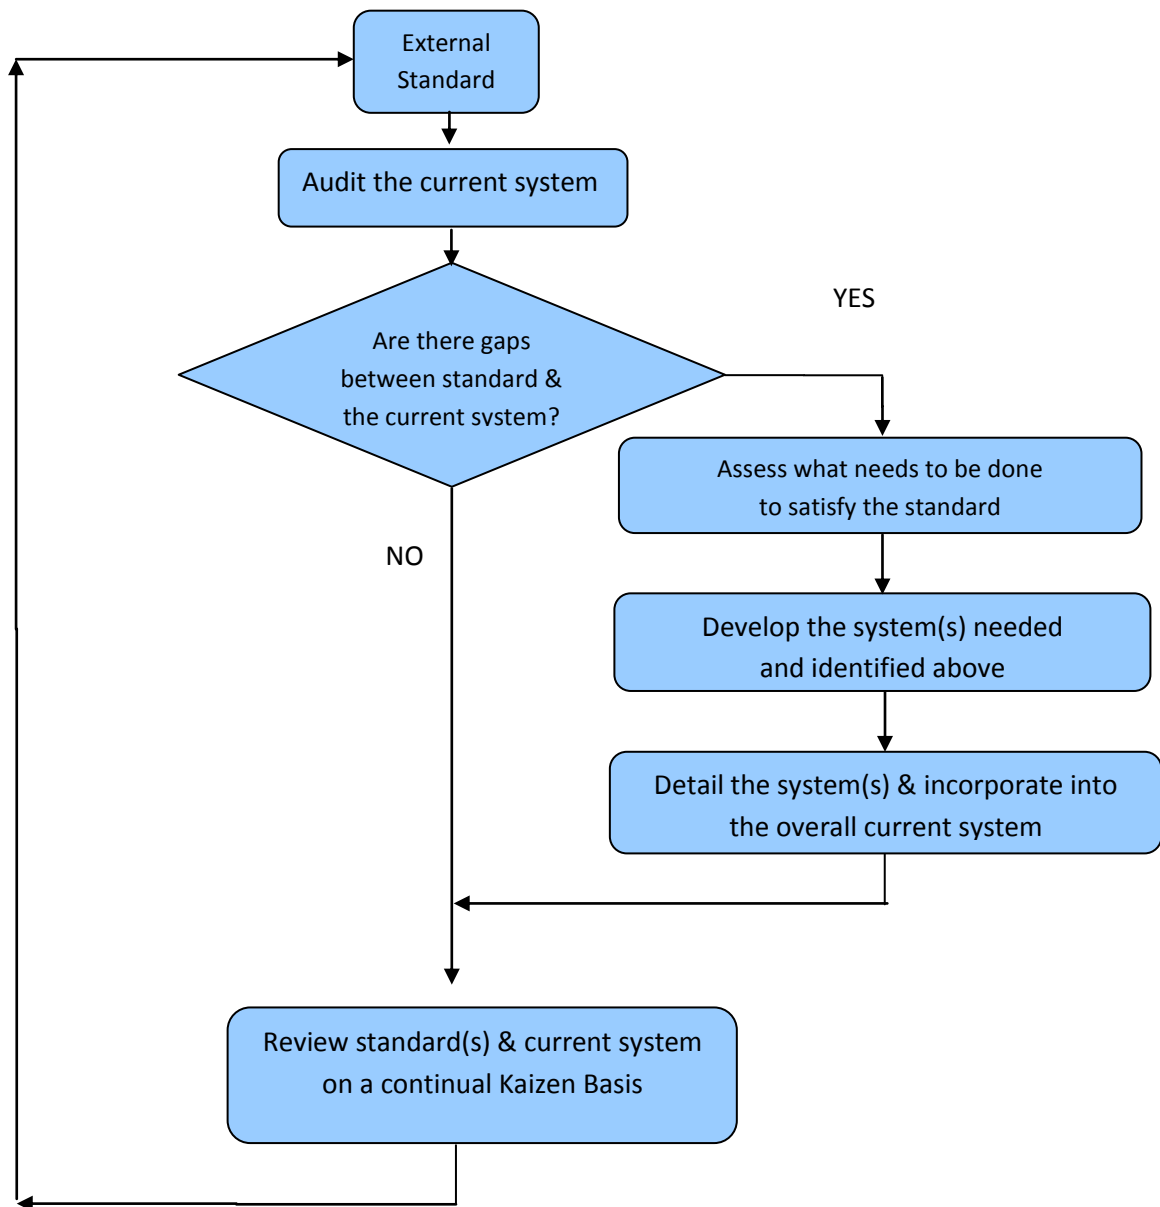 External
Standard
Audit the current system
YES
Are there gaps
between standard &
the current system?
Assess what needs to be done
to satisfy the standard
NO
Develop the system(s) needed
and identified above
Detail the system(s) & incorporate into
the overall current system
Review standard(s) & current system
on a continual Kaizen Basis